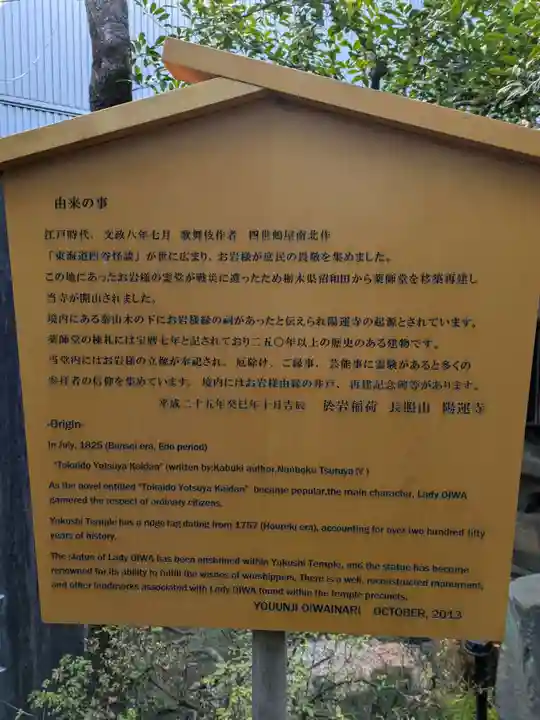 由来の事
江戸時代、文政八年七月 歌舞伎作者 四世鶴屋南北作
「東海道四谷怪談」が世に広まり、お岩様が庶民の畏敬を集めました。
この地にあったお岩様の霊堂が戦災に遭ったため栃木県沼和田から薬師堂を移築再建し
当寺が開山されました。
境内にある泰山木の下にお岩様縁の祠があったと伝えられ陽運寺の起源とされています。
薬師堂の棟札には宝暦七年と記されており二五〇年以上の歴史のある建物です。
当堂内にはお岩様の立像が奉祀され、厄除け、ご縁事、芸能事に霊験があると多くの
参拝者の信仰を集めています。境内にはお岩様由縁の井戸、再建記念碑等があります。
平成二十五年癸巳年十月吉辰 於岩稲荷 長照山 陽運寺
-Origin-
In July, 1825 (Bunsei era, Edo period)
"Tokaido Yotsuya Kaidan" (written by:Kabuki author,Nanboku Tsuruya Ⅳ)
As the novel entitled "Tokaido Yotsuya Kaidan" became popular,the main character, Lady OIWA
garnered the respect of ordinary citizens.
Yakushi Temple has a ridge tag dating from 1757 (Houreki era), accounting for over two hundred fifty
years of history.
The statue of Lady OIWA has been enshrined within Yakushi Temple, and the statue has become
renowned for its ability to fulfill the wishes of worshippers. There is a well, reconstructed monument,
and other landmarks associated with Lady OIWA found within the temple precincts.
YOUUNJI OIWAINARI OCTOBER, 2013